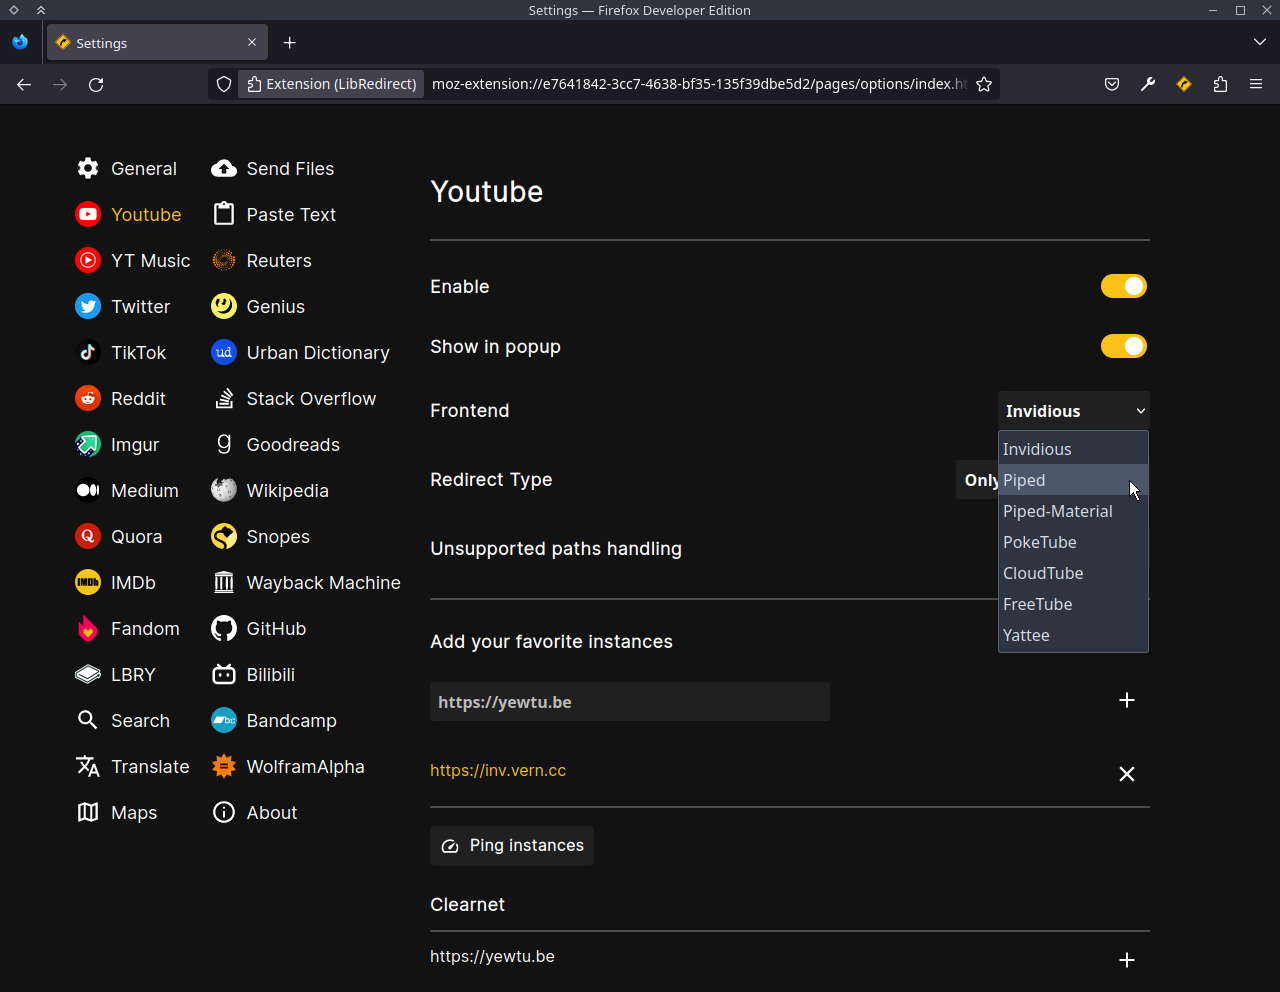 Settings — Firefox Developer Edition
Settings
Extension (LibRedirect)
moz-extension://e7641842-3cc7-4638-bf35-135f39dbe5d2/pages/options/index.ht
General
Youtube
YT Music
Twitter
TikTok
Reddit
Imgur
Medium
Quora
IMDb
IMDb
Fandom
LBRY
Search
Translate
Maps
Send Files
Paste Text
Reuters
Genius
ud
Urban Dictionary
Stack Overflow
g
Goodreads
Wikipedia
Snopes
Wayback Machine
GitHub
Bilibili
bc
Bandcamp
WolframAlpha
About
Youtube
Enable
Show in popup
Frontend
Invidious
Invidious
Piped
Piped-Material
PokeTube
CloudTube
FreeTube
Yattee
Redirect Type
Only
Unsupported paths handling
Add your favorite instances
https://yewtu.be
https://inv.vern.cc
Ping instances
Clearnet
https://yewtu.be